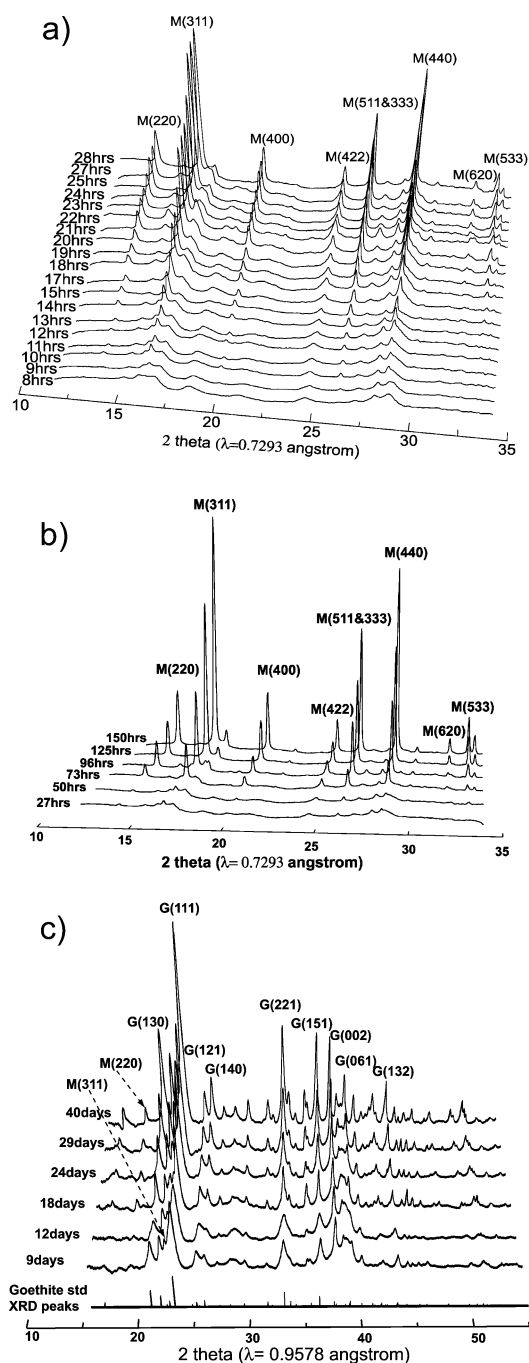 a)
M(311)
M(440)
M(511&333)
M(220)
M(400)
M(422)
M(533)
M(620)
28hrs
27hrs
25hrs
24hrs
23hrs
22hrs
21hrs
20hrs
19hrs
18hrs
17hrs
15hrs
14hrs
13hrs
12hrs
11hrs
10hrs
9hrs
8hrs
10 15 20 25 30 35
2 theta (λ=0.7293 angstrom)
b)
M(311)
M(440)
M(511&333)
M(220)
M(400)
M(422)
M(533)
M(620)
150hrs
125hrs
96hrs
73hrs
50hrs
27hrs
10 15 20 25 30 35
2 theta (λ= 0.7293 angstrom)
c)
G(111)
G(221)
G(130)
G(151)
G(002)
G(121)
G(061)
M(220)
G(140)
G(132)
M(311)
40days
29days
24days
18days
12days
9days
Goethite std
XRD peaks
10 20 30 40 50
2 theta (λ= 0.9578 angstrom)